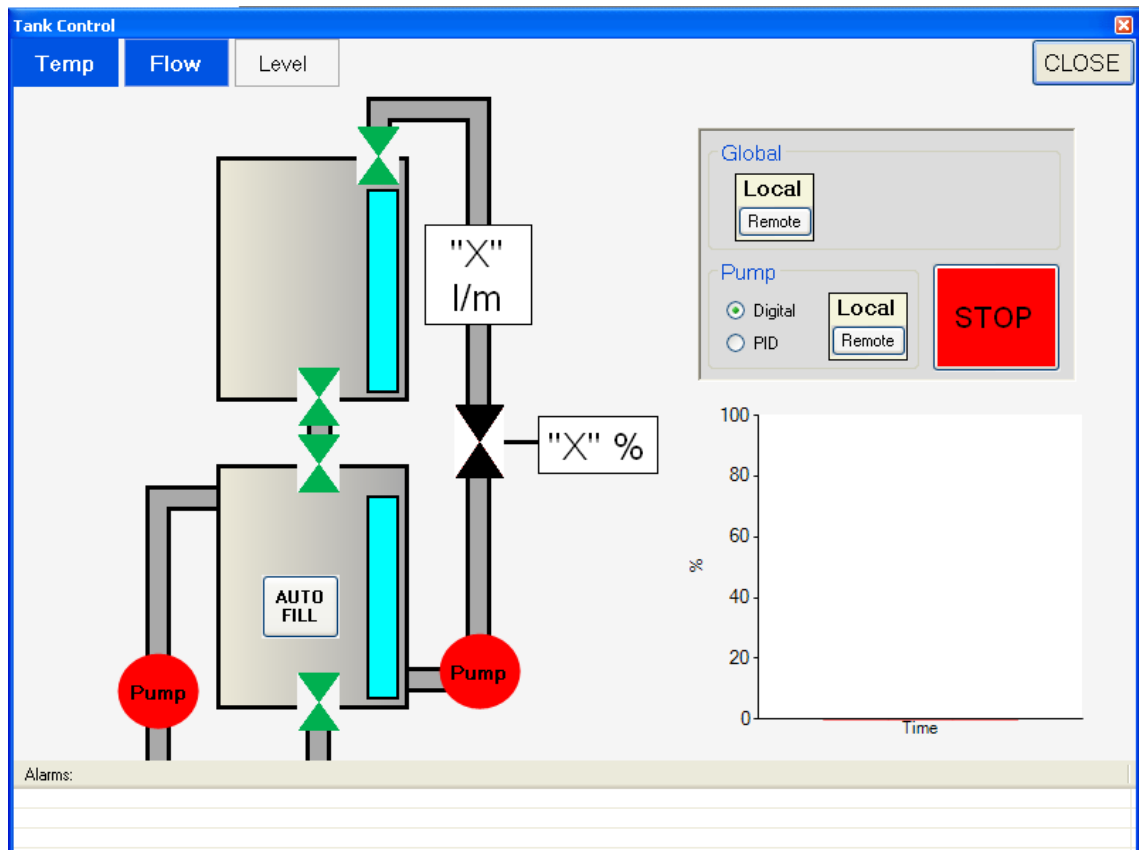 Tank Control
Temp
Flow
Level
CLOSE
"X"
l/m
"X" %
AUTO
FILL
Pump
Pump
Global
Local
Remote
Pump
Digital
PID
Local
Remote
STOP
100
80
60
40
20
0
%
Time
Alarms: